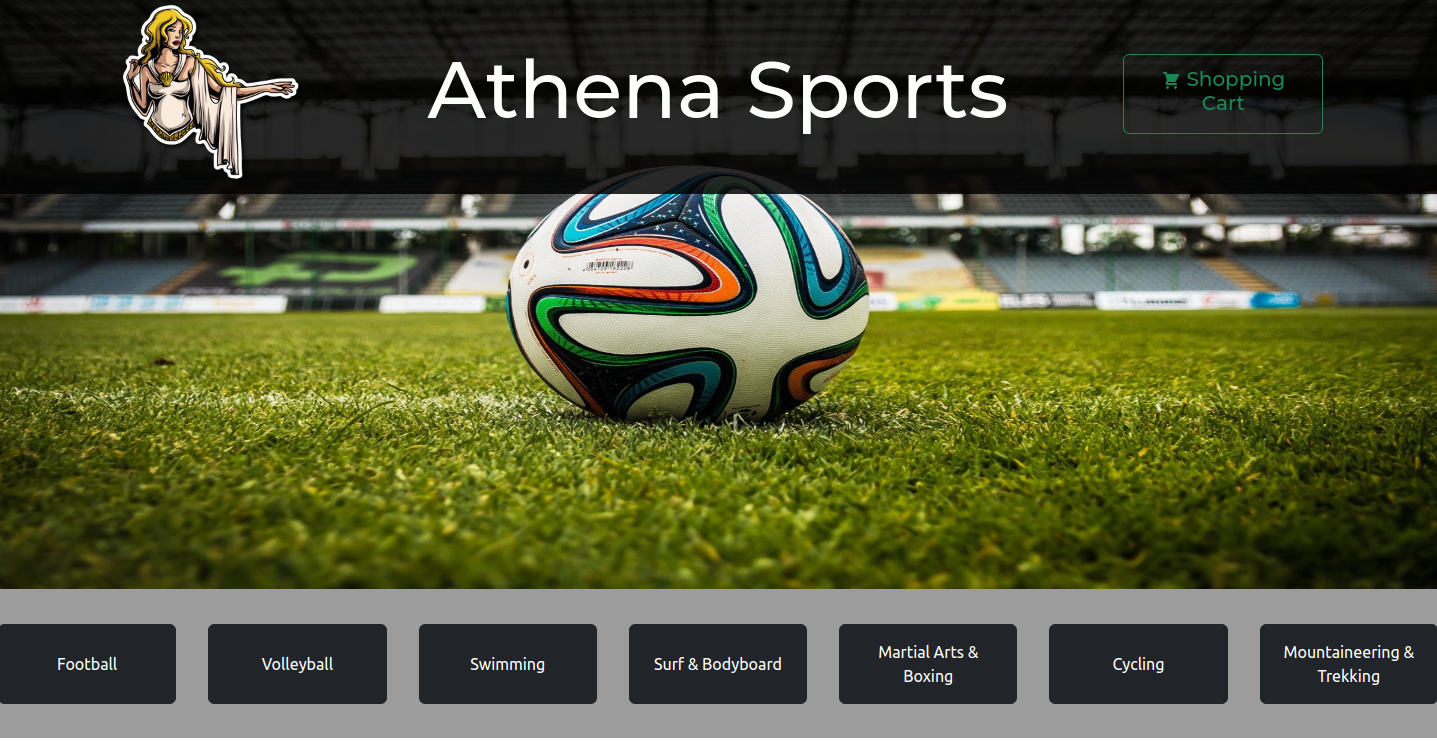 Athena Sports
Shopping
Cart
Football
Volleyball
Swimming
Surf & Bodyboard
Martial Arts &
Boxing
Cycling
Mountaineering &
Trekking